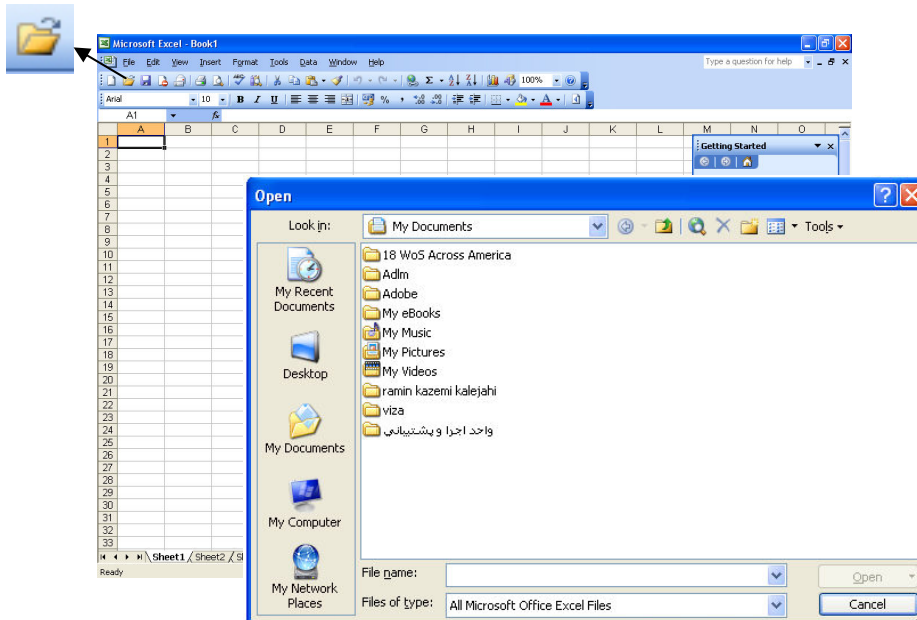 Microsoft Excel - Book1
File Edit View Insert Format Tools Data Window Help
Type a question for help
100%
Arial 10 B I U % ,
A1 fx
A B C D E F G H I J K L M N O
Getting Started
1
2
3
4
5
6
7
8
9
10
11
12
13
14
15
16
17
18
19
20
21
22
23
24
25
26
27
28
29
30
31
32
33
Sheet1 Sheet2
Ready
Open
Look in: My Documents Tools
My Recent Documents
Desktop
My Documents
My Computer
My Network Places
18 WoS Across America
Adlm
Adobe
My eBooks
My Music
My Pictures
My Videos
ramin kazemi kalejahi
viza
واحد اجرا و پشتیبانی
File name:
Open
Files of type: All Microsoft Office Excel Files
Cancel